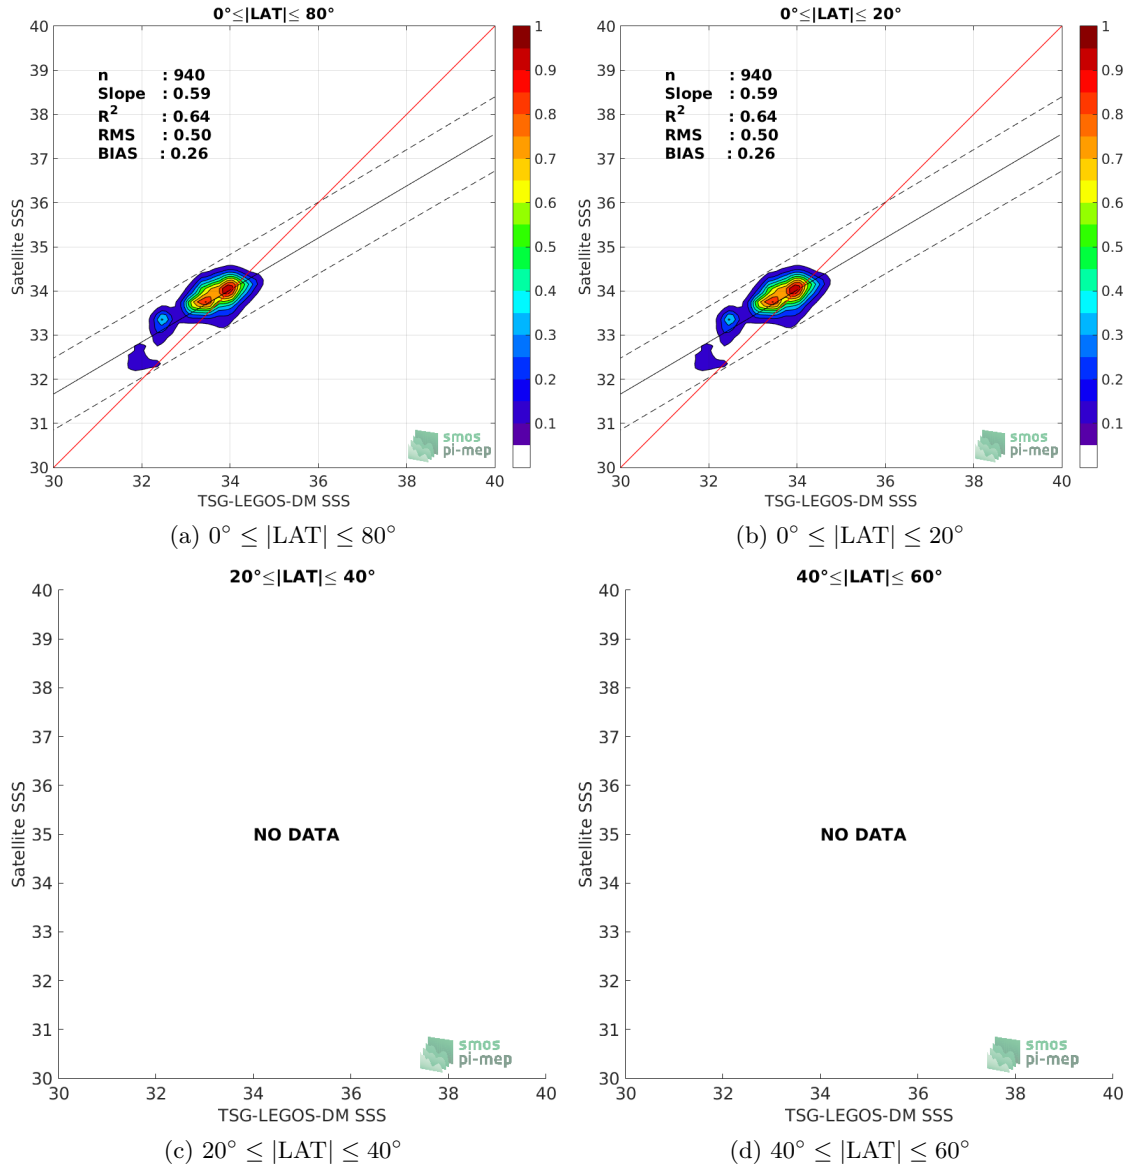 0°≤|LAT|≤ 80°
40
39
38
37
36
35
34
33
32
31
30
Satellite SSS
n : 940
Slope : 0.59
R² : 0.64
RMS : 0.50
BIAS : 0.26
1
0.9
0.8
0.7
0.6
0.5
0.4
0.3
0.2
0.1
smos
pi-mep
30 32 34 36 38 40
TSG-LEGOS-DM SSS
(a) 0° ≤ |LAT| ≤ 80°
0°≤|LAT|≤ 20°
40
39
38
37
36
35
34
33
32
31
30
Satellite SSS
n : 940
Slope : 0.59
R² : 0.64
RMS : 0.50
BIAS : 0.26
1
0.9
0.8
0.7
0.6
0.5
0.4
0.3
0.2
0.1
smos
pi-mep
30 32 34 36 38 40
TSG-LEGOS-DM SSS
(b) 0° ≤ |LAT| ≤ 20°
20°≤|LAT|≤ 40°
40
39
38
37
36
35
34
33
32
31
30
Satellite SSS
NO DATA
smos
pi-mep
30 32 34 36 38 40
TSG-LEGOS-DM SSS
(c) 20° ≤ |LAT| ≤ 40°
40°≤|LAT|≤ 60°
40
39
38
37
36
35
34
33
32
31
30
Satellite SSS
NO DATA
smos
pi-mep
30 32 34 36 38 40
TSG-LEGOS-DM SSS
(d) 40° ≤ |LAT| ≤ 60°